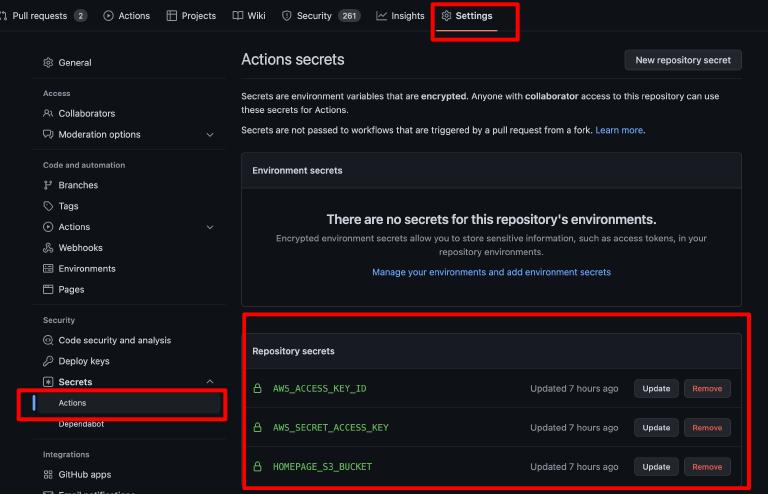 Pull requests 2 Actions Projects Wiki Security 261 Insights Settings
General
Access
Collaborators
Moderation options
Code and automation
Branches
Tags
Actions
Webhooks
Environments
Pages
Security
Code security and analysis
Deploy keys
Secrets
Actions
Dependabot
Integrations
GitHub apps
Email notifications
Actions secrets
New repository secret
Secrets are environment variables that are encrypted. Anyone with collaborator access to this repository can use
these secrets for Actions.
Secrets are not passed to workflows that are triggered by a pull request from a fork. Learn more.
Environment secrets
There are no secrets for this repository's environments.
Encrypted environment secrets allow you to store sensitive information, such as access tokens, in your
repository environments.
Manage your environments and add environment secrets
Repository secrets
AWS_ACCESS_KEY_ID Updated 7 hours ago Update Remove
AWS_SECRET_ACCESS_KEY Updated 7 hours ago Update Remove
HOMEPAGE_S3_BUCKET Updated 7 hours ago Update Remove